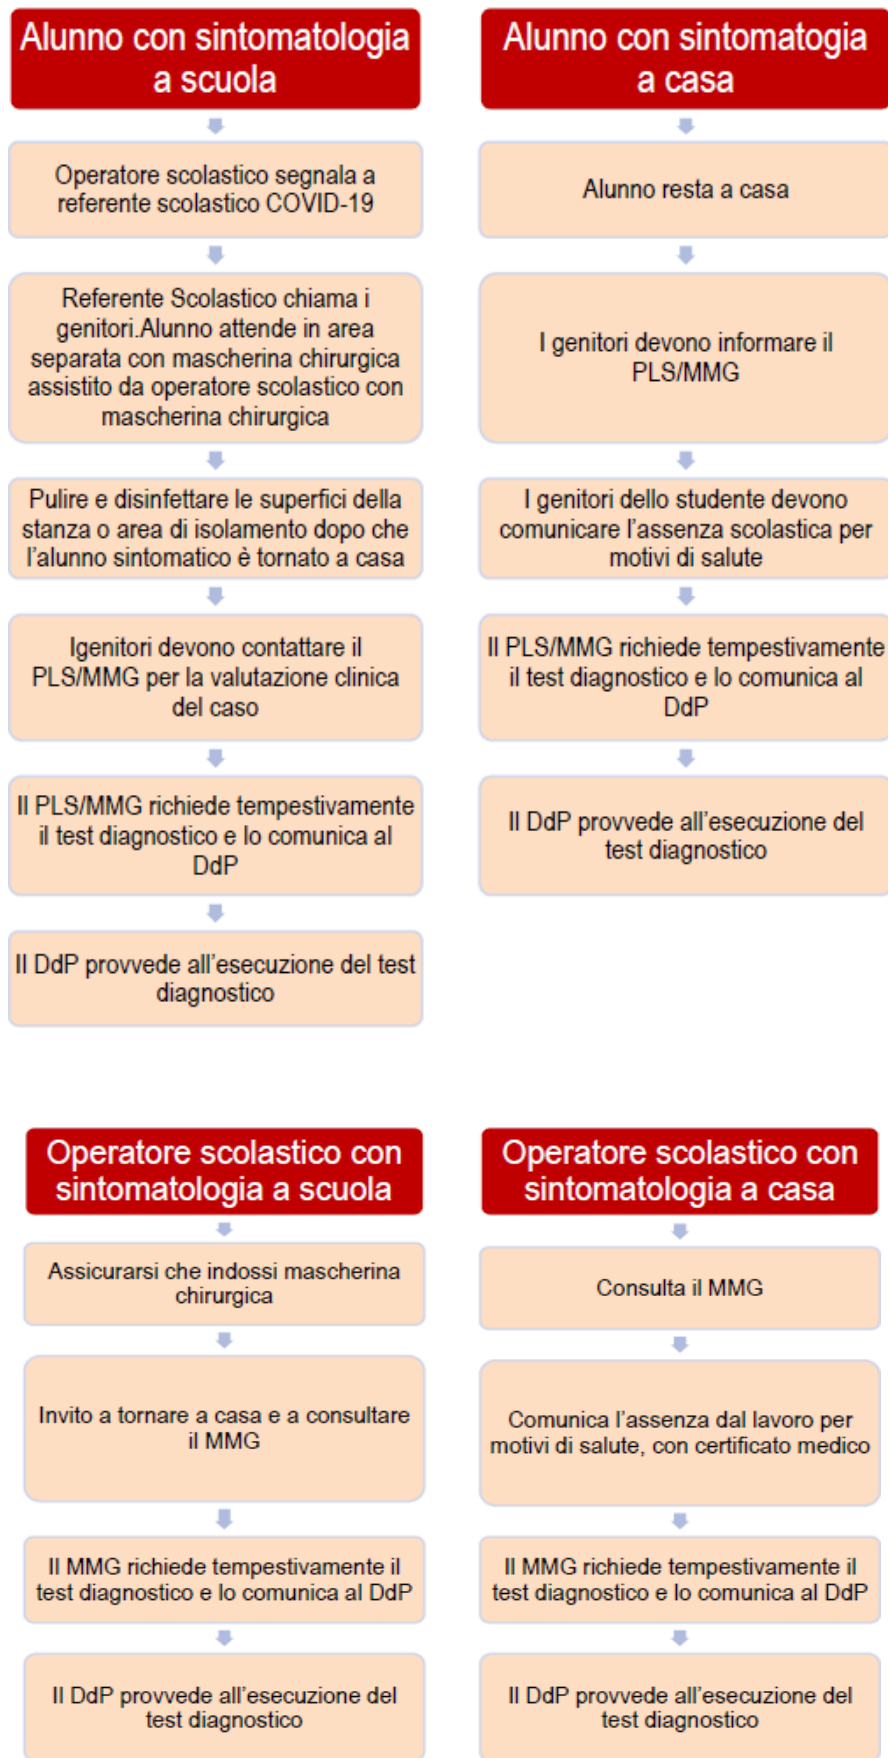 Alunno con sintomatologia
a scuola
Operatore scolastico segnala a
referente scolastico COVID-19
Referente Scolastico chiama i
genitori.Alunno attende in area
separata con mascherina chirurgica
assistito da operatore scolastico con
mascherina chirurgica
Pulire e disinfettare le superfici della
stanza o area di isolamento dopo che
l'alunno sintomatico è tornato a casa
Igenitori devono contattare il
PLS/MMG per la valutazione clinica
del caso
Il PLS/MMG richiede tempestivamente
il test diagnostico e lo comunica al
DdP
Il DdP provvede all'esecuzione del test
diagnostico
Alunno con sintomatogia
a casa
Alunno resta a casa
I genitori devono informare il
PLS/MMG
I genitori dello studente devono
comunicare l'assenza scolastica per
motivi di salute
Il PLS/MMG richiede tempestivamente
il test diagnostico e lo comunica al
DdP
Il DdP provvede all'esecuzione del
test diagnostico
Operatore scolastico con
sintomatologia a scuola
Assicurarsi che indossi mascherina
chirurgica
Invito a tornare a casa e a consultare
il MMG
Il MMG richiede tempestivamente il
test diagnostico e lo comunica al DdP
Il DdP provvede all'esecuzione del
test diagnostico
Operatore scolastico con
sintomatologia a casa
Consulta il MMG
Comunica l'assenza dal lavoro per
motivi di salute, con certificato medico
Il MMG richiede tempestivamente il
test diagnostico e lo comunica al DdP
Il DdP provvede all'esecuzione del
test diagnostico